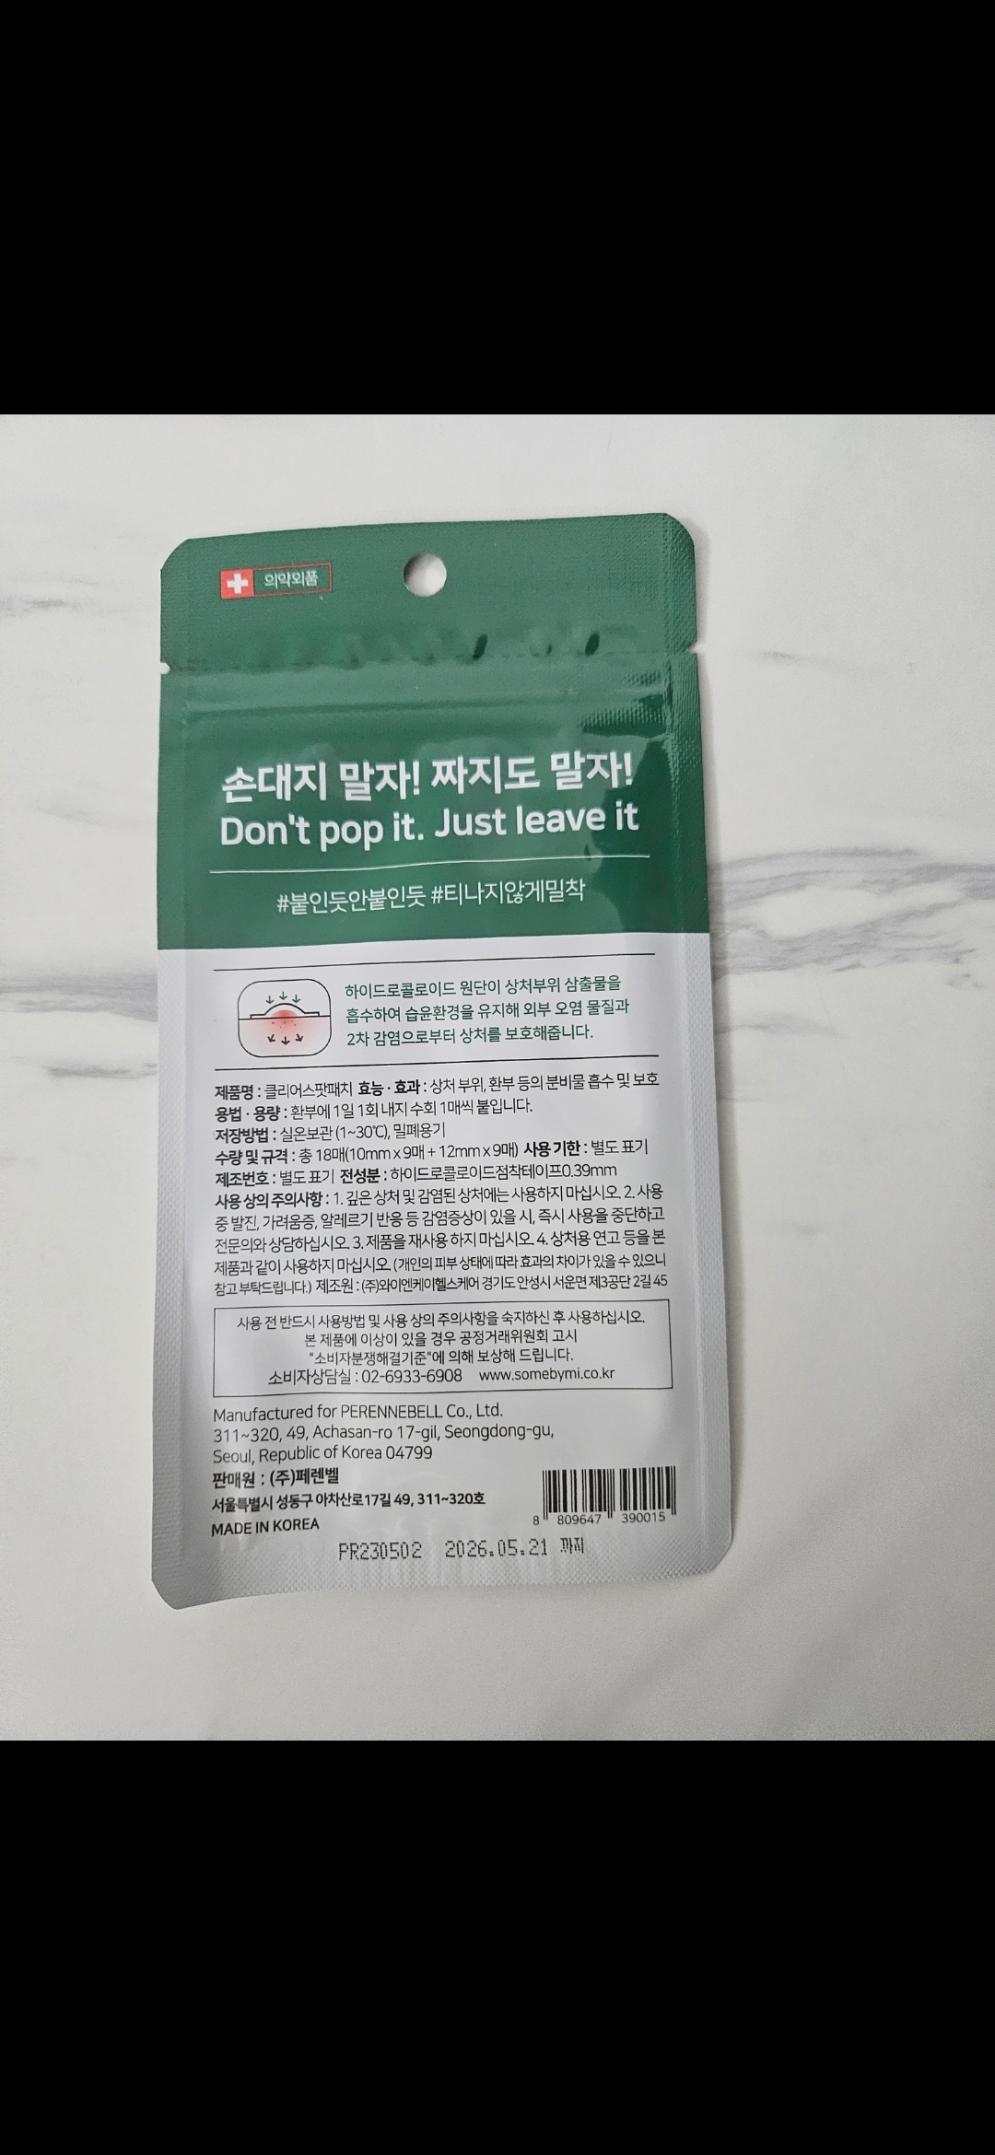 의약외품
손대지 말자! 짜지도 말자!
Don't pop it. Just leave it
#붙인듯안붙인듯 #티나지않게밀착
하이드로콜로이드 원단이 상처부위 삼출물을
흡수하여 습윤환경을 유지해 외부 오염 물질과
2차 감염으로부터 상처를 보호해줍니다.
제품명 : 클리어스팟패치 효능 · 효과 : 상처 부위, 환부 등의 분비물 흡수 및 보호
용법 · 용량 : 환부에 1일 1회 내지 수회 1매씩 붙입니다.
저장방법 : 실온보관 (1~30℃), 밀폐용기
수량 및 규격 : 총 18매(10mm x 9매 + 12mm x 9매) 사용 기한 : 별도 표기
제조번호 : 별도 표기 전성분 : 하이드로콜로이드점착테이프0.39mm
사용 상의 주의사항 : 1. 깊은 상처 및 감염된 상처에는 사용하지 마십시오. 2. 사용
중 발진, 가려움증, 알레르기 반응 등 감염증상이 있을 시, 즉시 사용을 중단하고
전문의와 상담하십시오. 3. 제품을 재사용 하지 마십시오. 4. 상처용 연고 등을 본
제품과 같이 사용하지 마십시오. (개인의 피부 상태에 따라 효과의 차이가 있을 수 있으니
참고 부탁드립니다.) 제조원 : (주)와이엔케이헬스케어 경기도 안성시 서운면 제3공단 2길 45
사용 전 반드시 사용방법 및 사용 상의 주의사항을 숙지하신 후 사용하십시오.
본 제품에 이상이 있을 경우 공정거래위원회 고시
"소비자분쟁해결기준"에 의해 보상해 드립니다.
소비자상담실 : 02-6933-6908 www.somebymi.co.kr
Manufactured for PERENNEBELL Co., Ltd.
311~320, 49, Achasan-ro 17-gil, Seongdong-gu,
Seoul, Republic of Korea 04799
판매원 : (주)페렌벨
서울특별시 성동구 아차산로17길 49, 311~320호
MADE IN KOREA
8 809647 390015
PR230502 2026.05.21 까지